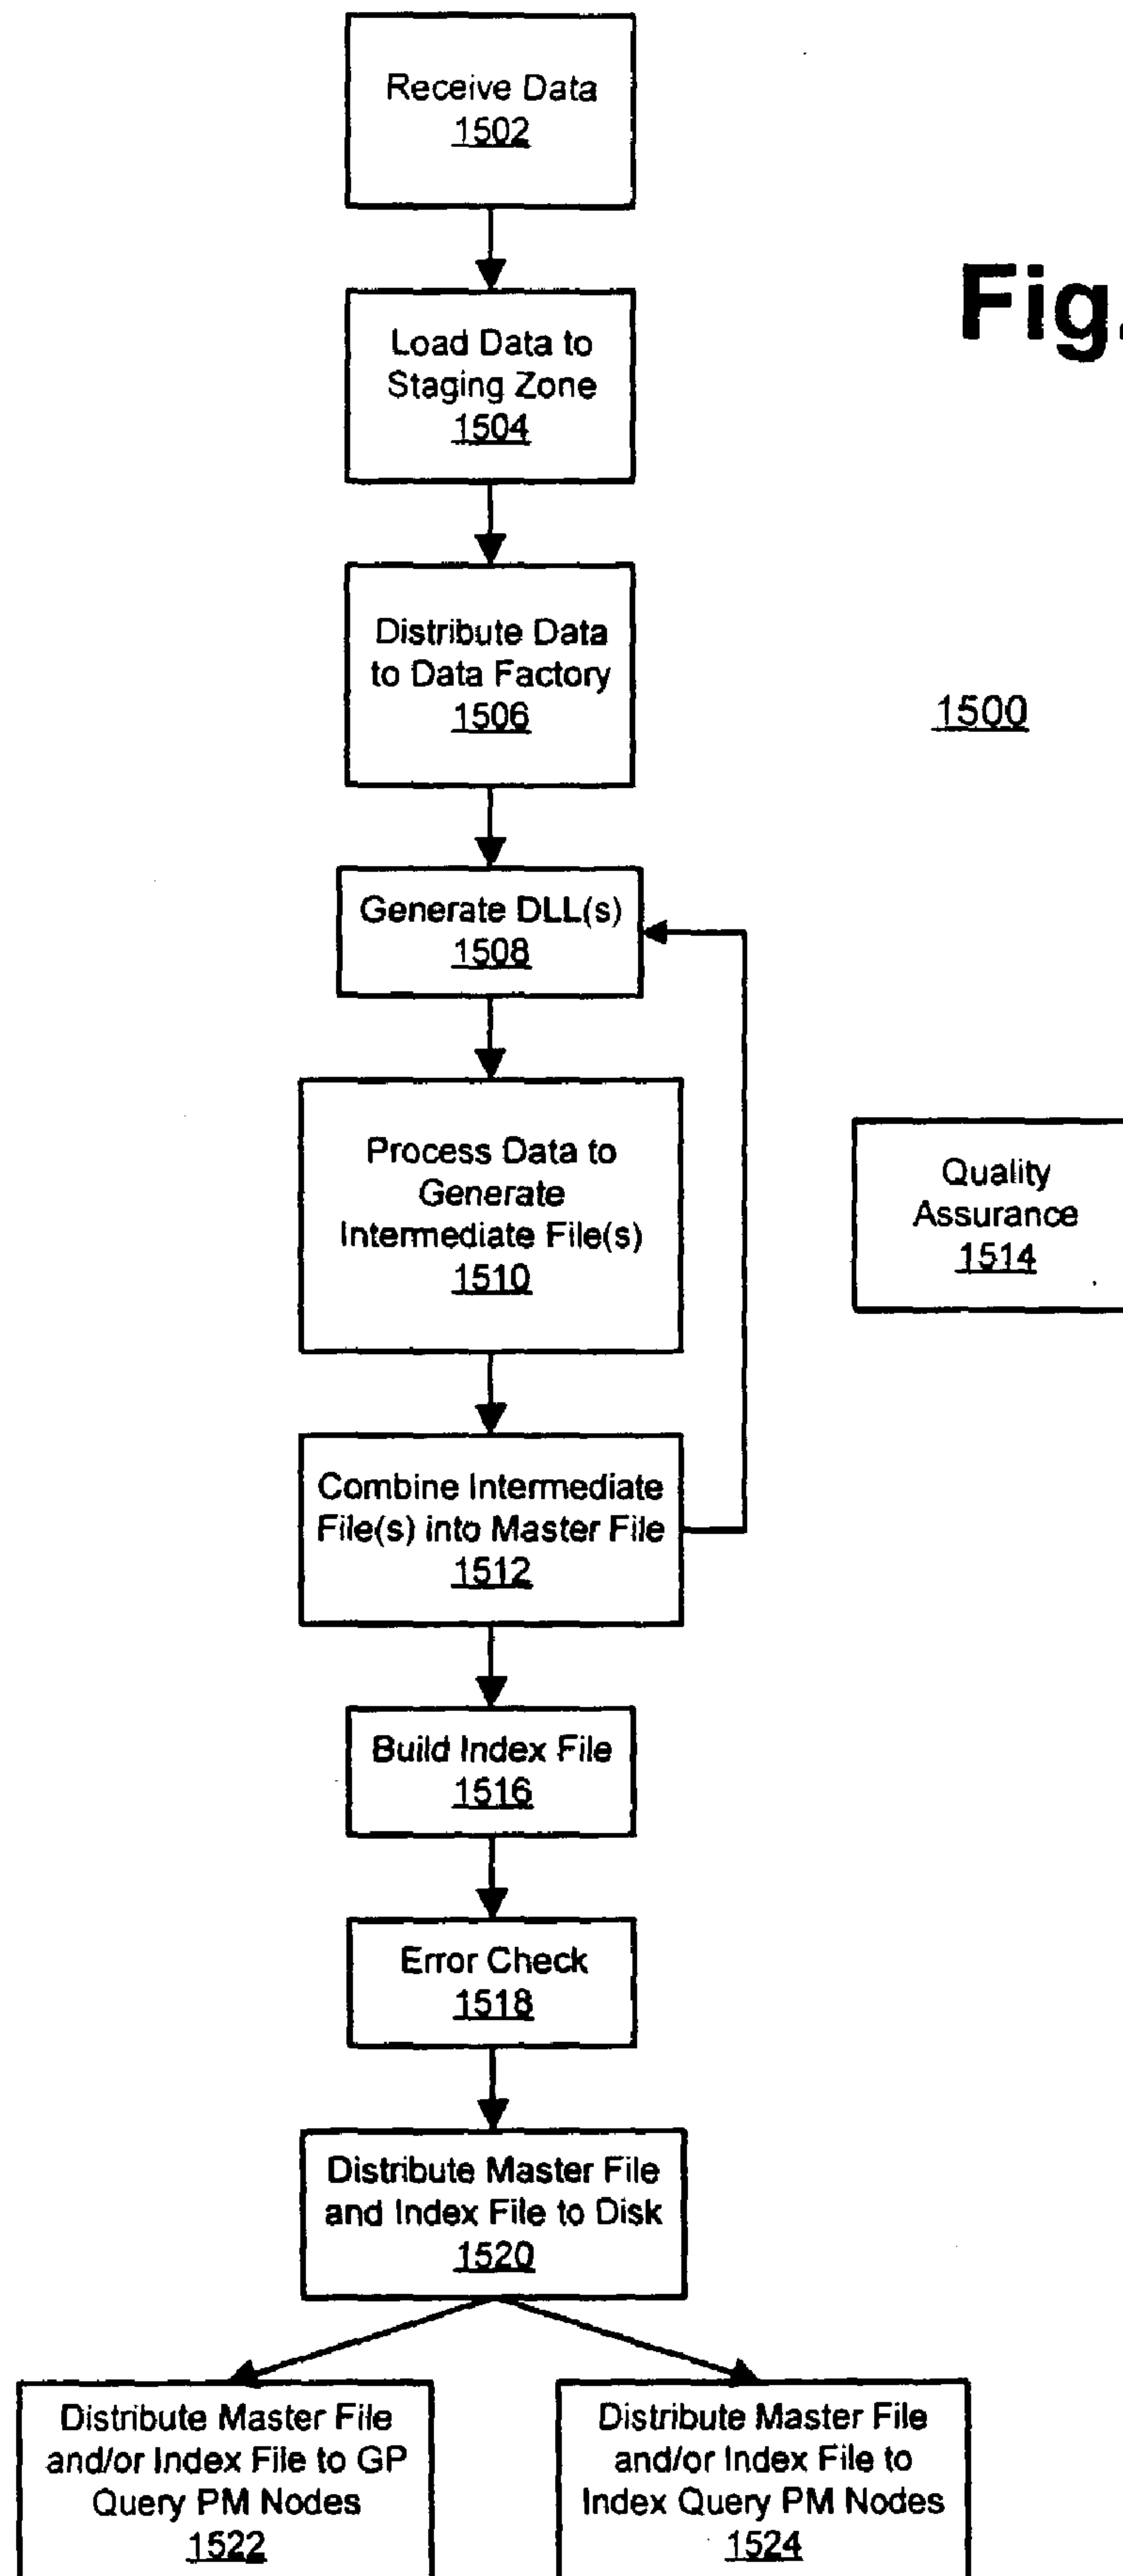 Receive Data
1502
Fig.
Load Data to
Staging Zone
1504
Distribute Data
to Data Factory
1506
1500
Generate DLL(s)
1508
Process Data to
Generate
Intermediate File(s)
1510
Quality
Assurance
1514
Combine Intermediate
File(s) into Master File
1512
Build Index File
1516
Error Check
1518
Distribute Master File
and Index File to Disk
1520
Distribute Master File
and/or Index File to GP
Query PM Nodes
1522
Distribute Master File
and/or Index File to
Index Query PM Nodes
1524